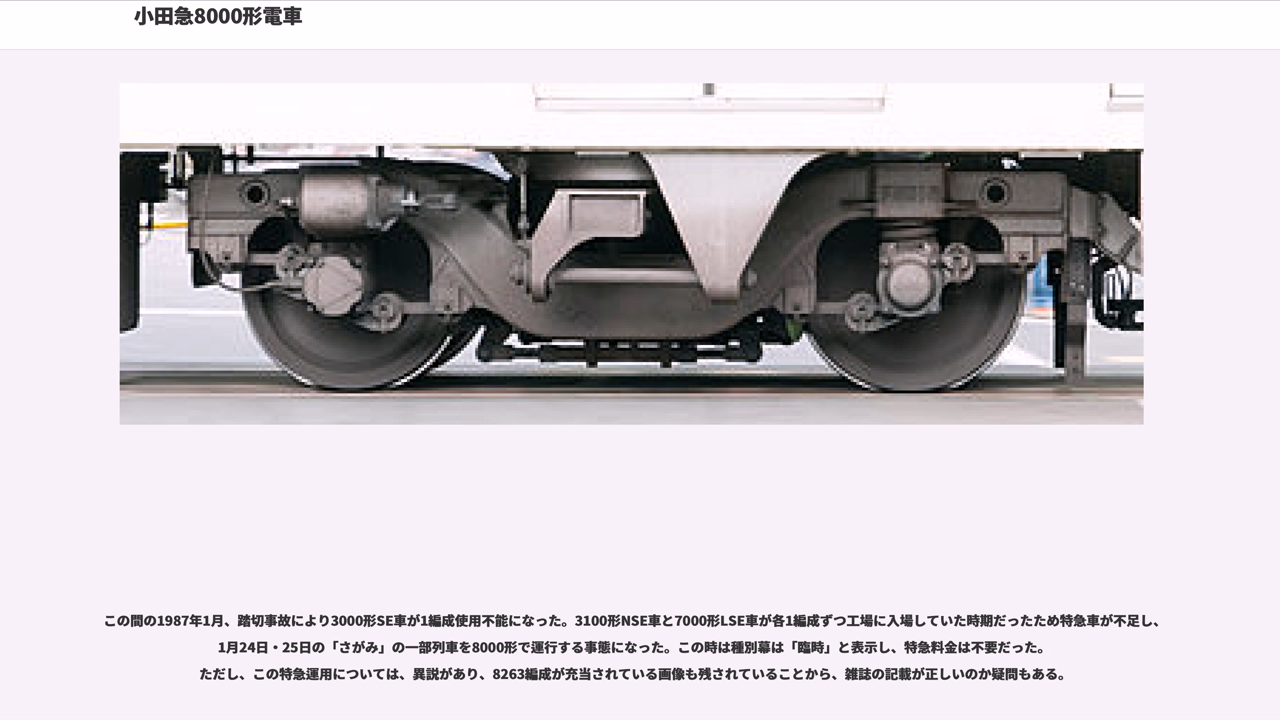 小田急8000形電車
この間の1987年1月、踏切事故により3000形SE車が1編成使用不能になった。3100形NSE車と7000形LSE車が各1編成ずつ工場に入場していた時期だったため特急車が不足し、
1月24日・25日の「さがみ」の一部列車を8000形で運行する事態になった。この時は種別幕は「臨時」と表示し、特急料金は不要だった。
ただし、この特急運用については、異説があり、8263編成が充当されている画像も残されていることから、雑誌の記載が正しいのか疑問もある。